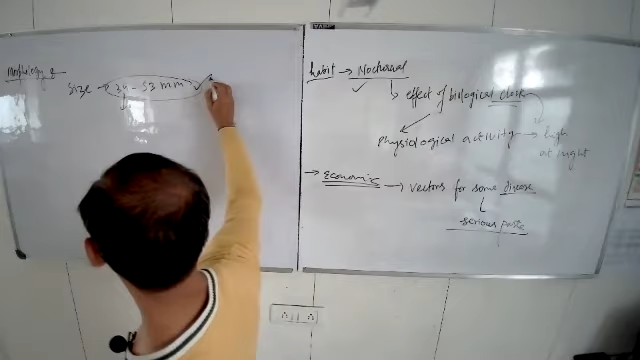 Morphology :-
Size → 34 - 53 mm
habit → Nocturnal
effect of biological clock
Physiological activity → high
at night
→ Economic → vectors for some disease
serious pests